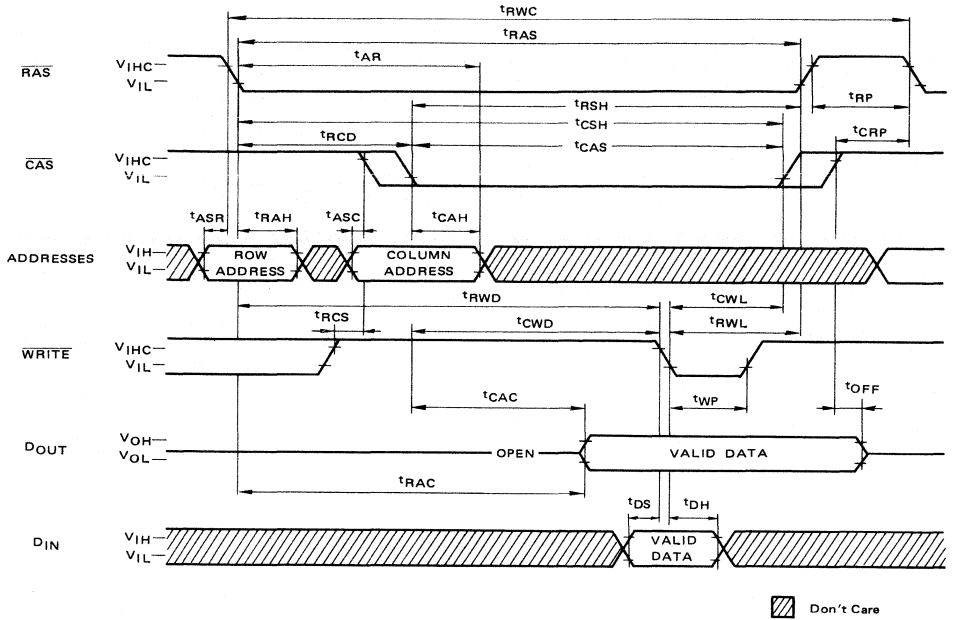 tRWC
tRAS
tAR
RAS
VIHC
VIL
tRSH
tRP
tCSH
tRCD
tCRP
tCAS
CAS
VIHC
VIL
tASR
tRAH
tASC
tCAH
ADDRESSES
VIH
VIL
ROW
ADDRESS
COLUMN
ADDRESS
tRWD
tCWL
tRCS
tCWD
tRWL
WRITE
VIHC
VIL
tCAC
tWP
tOFF
DOUT
VOH
VOL
OPEN
VALID DATA
tRAC
tDS
tDH
DIN
VIH
VIL
VALID
DATA
Don't Care